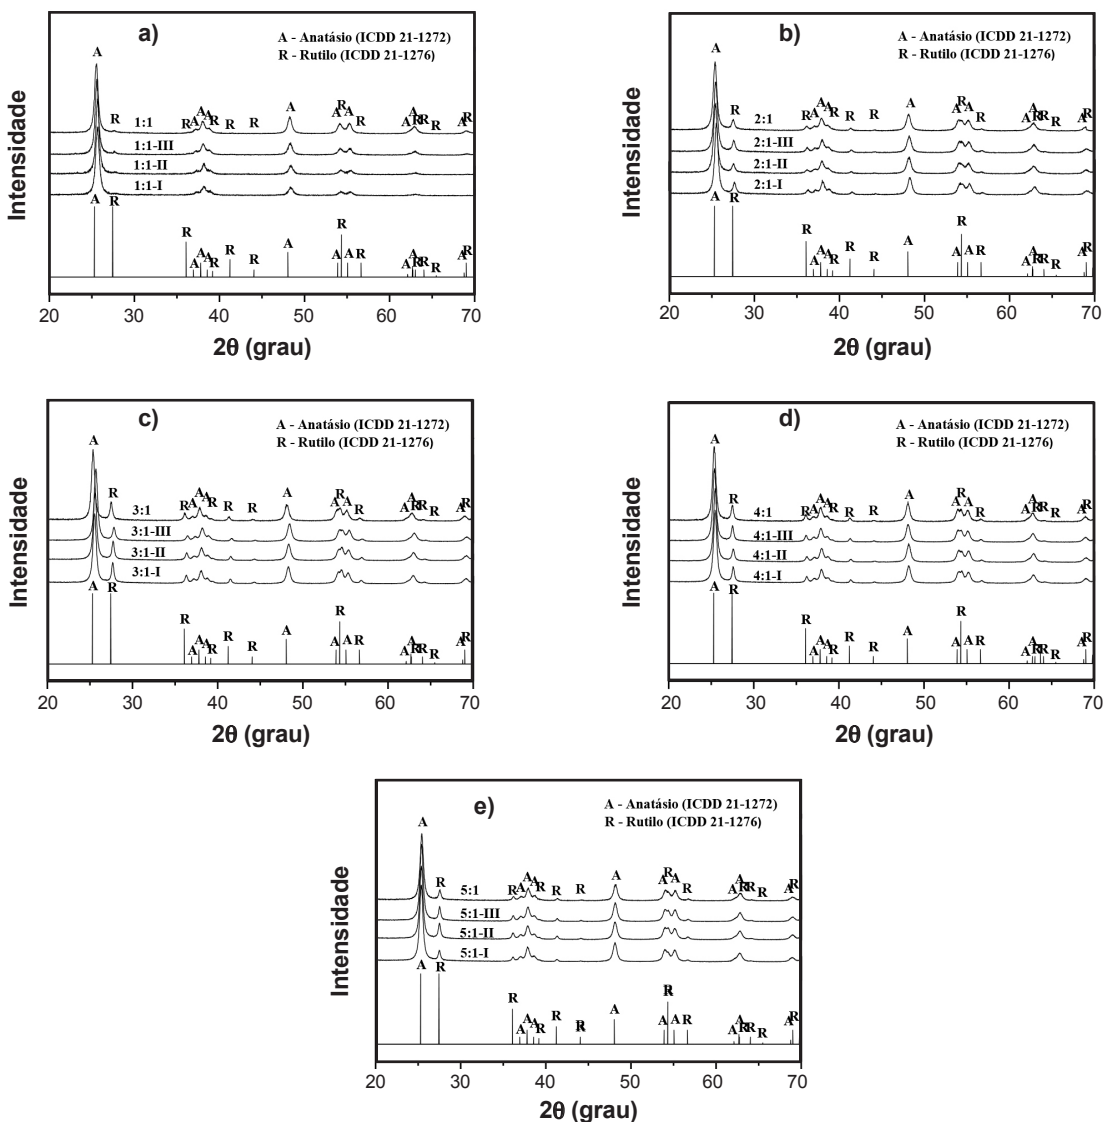 a)
A - Anatásio (ICDD 21-1272)
R - Rutilo (ICDD 21-1276)
Intensidade
A
R
R A A A R R R A A R A R A A R R R A R
1:1
1:1-III
1:1-II
1:1-I
A R R A A A R R R A A R A R A A R R R A R
20 30 40 50 60 70
2θ (grau)
b)
A - Anatásio (ICDD 21-1272)
R - Rutilo (ICDD 21-1276)
Intensidade
A
R
R A A A R R R A A R A R A A R R R A R
2:1
2:1-III
2:1-II
2:1-I
A R R A A A R R R A A R A R A A R R R A R
20 30 40 50 60 70
2θ (grau)
c)
A - Anatásio (ICDD 21-1272)
R - Rutilo (ICDD 21-1276)
Intensidade
A
R
R A A A R R R A A R A R A A R R R A R
3:1
3:1-III
3:1-II
3:1-I
A R R A A A R R R A A R A R A A R R R A R
20 30 40 50 60 70
2θ (grau)
d)
A - Anatásio (ICDD 21-1272)
R - Rutilo (ICDD 21-1276)
Intensidade
A
R
R A A A R R R A A R A R A A R R R A R
4:1
4:1-III
4:1-II
4:1-I
A R R A A A R R R A A R A R A A R R R A R
20 30 40 50 60 70
2θ (grau)
e)
A - Anatásio (ICDD 21-1272)
R - Rutilo (ICDD 21-1276)
Intensidade
A
R
R A A A R R R A A R A R A A R R R A R
5:1
5:1-III
5:1-II
5:1-I
A R R A A A R R R A A R A R A A R R R A R
20 30 40 50 60 70
2θ (grau)